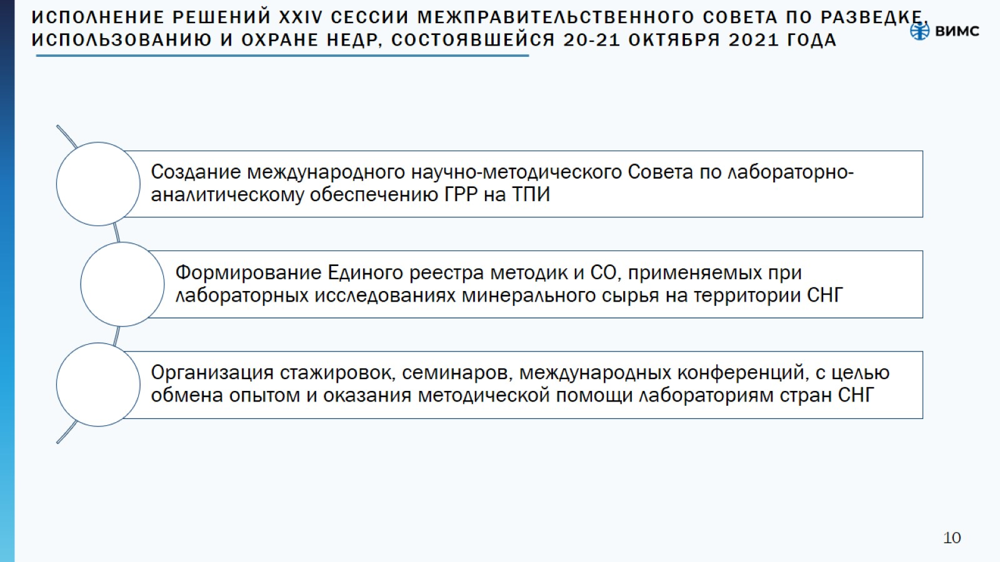 ИСПОЛНЕНИЕ РЕШЕНИЙ XXIV СЕССИИ МЕЖПРАВИТЕЛЬСТВЕННОГО СОВЕТА ПО РАЗВЕДКЕ,
ИСПОЛЬЗОВАНИЮ И ОХРАНЕ НЕДР, СОСТОЯВШЕЙСЯ 20-21 ОКТЯБРЯ 2021 ГОДА
ВИМС
Создание международного научно-методического Совета по лабораторно-
аналитическому обеспечению ГРР на ТПИ
Формирование Единого реестра методик и СО, применяемых при
лабораторных исследованиях минерального сырья на территории СНГ
Организация стажировок, семинаров, международных конференций, с целью
обмена опытом и оказания методической помощи лабораториям стран СНГ
10